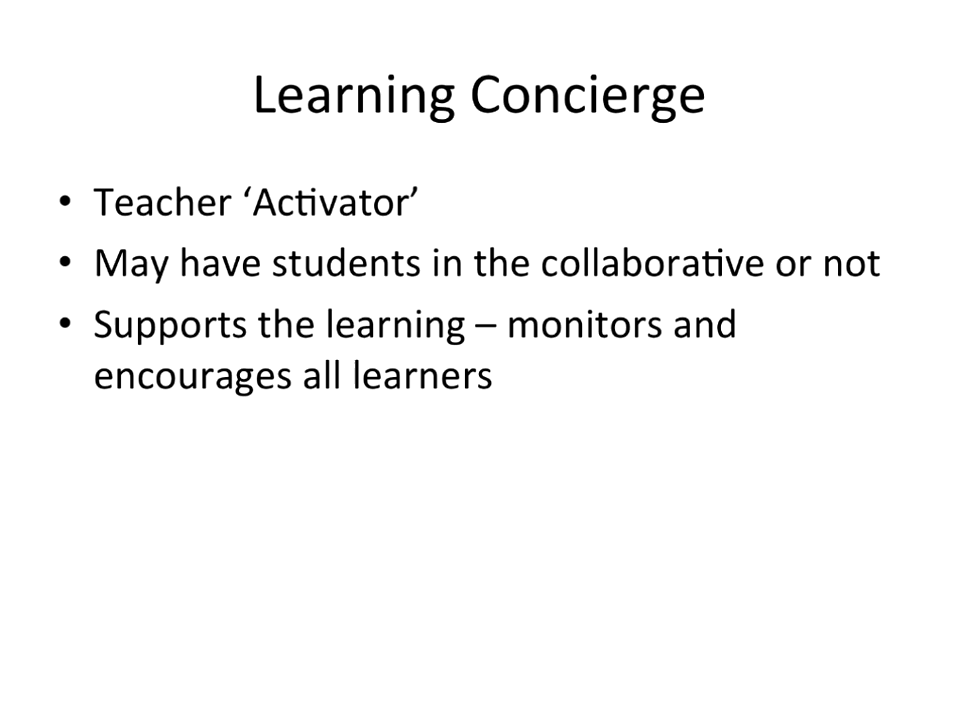 Learning Concierge
• Teacher ‘Activator’
• May have students in the collaborative or not
• Supports the learning – monitors and
encourages all learners